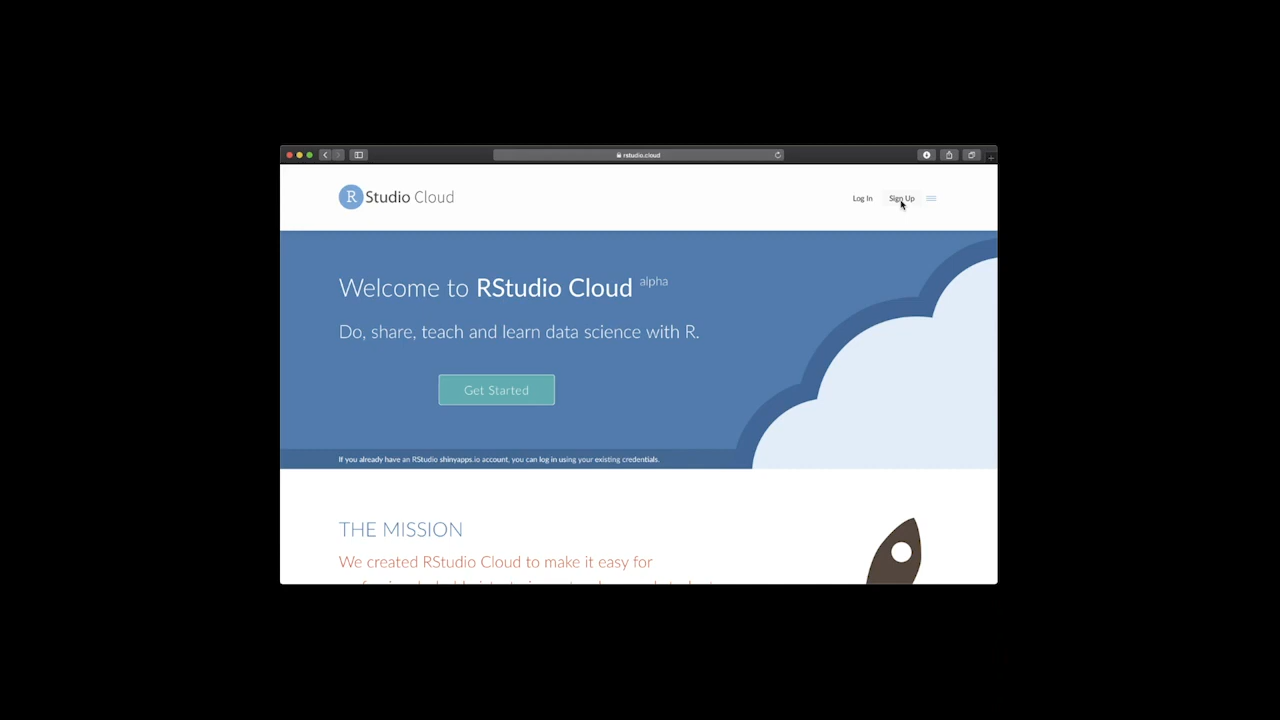 rstudio.cloud
R Studio Cloud
Log In
Sign Up
Welcome to RStudio Cloud alpha
Do, share, teach and learn data science with R.
Get Started
If you already have an RStudio shinyapps.io account, you can log in using your existing credentials.
THE MISSION
We created RStudio Cloud to make it easy for